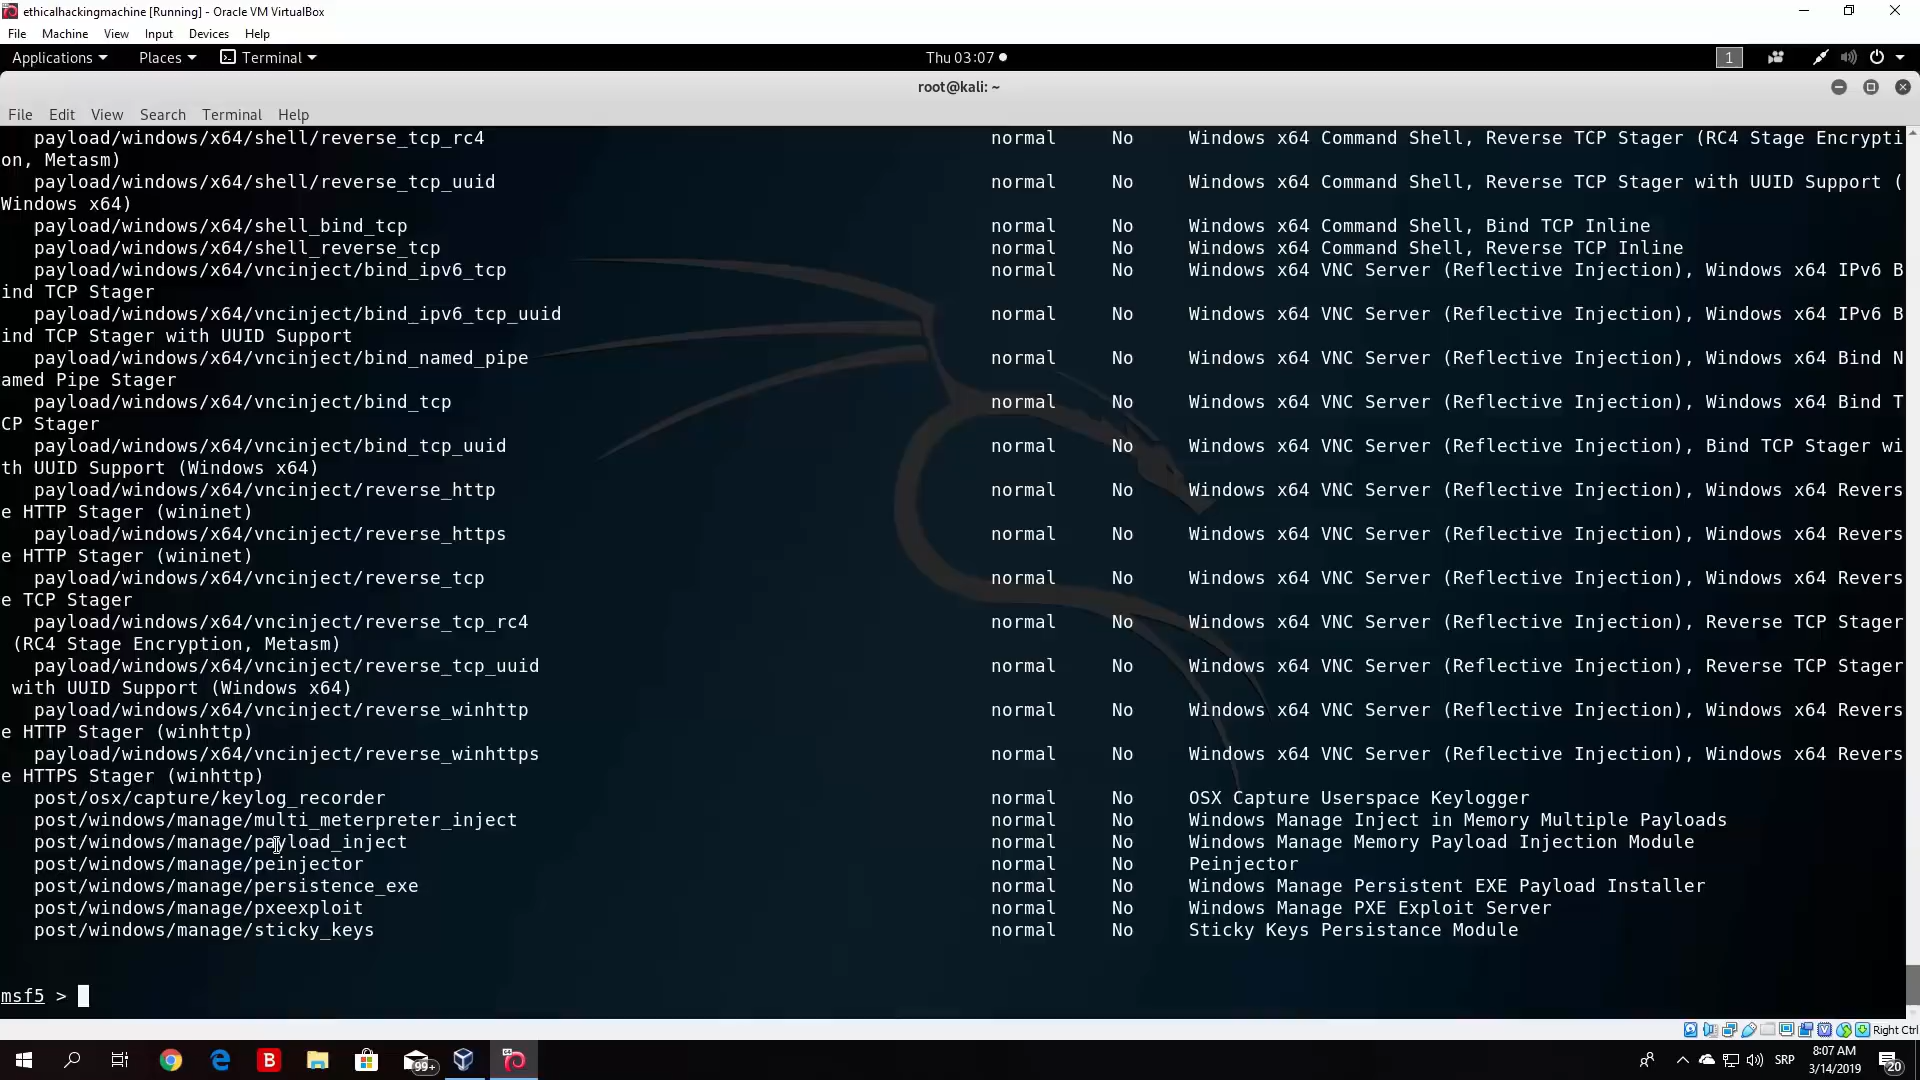 ethicalhackingmachine [Running] - Oracle VM VirtualBox
File Machine View Input Devices Help
Applications Places Terminal Thu 03:07 1
root@kali: ~
File Edit View Search Terminal Help
payload/windows/x64/shell/reverse_tcp_rc4 normal No Windows x64 Command Shell, Reverse TCP Stager (RC4 Stage Encrypti
on, Metasm)
payload/windows/x64/shell/reverse_tcp_uuid normal No Windows x64 Command Shell, Reverse TCP Stager with UUID Support (
Windows x64)
payload/windows/x64/shell_bind_tcp normal No Windows x64 Command Shell, Bind TCP Inline
payload/windows/x64/shell_reverse_tcp normal No Windows x64 Command Shell, Reverse TCP Inline
payload/windows/x64/vncinject/bind_ipv6_tcp normal No Windows x64 VNC Server (Reflective Injection), Windows x64 IPv6 B
ind TCP Stager
payload/windows/x64/vncinject/bind_ipv6_tcp_uuid normal No Windows x64 VNC Server (Reflective Injection), Windows x64 IPv6 B
ind TCP Stager with UUID Support
payload/windows/x64/vncinject/bind_named_pipe normal No Windows x64 VNC Server (Reflective Injection), Windows x64 Bind N
amed Pipe Stager
payload/windows/x64/vncinject/bind_tcp normal No Windows x64 VNC Server (Reflective Injection), Windows x64 Bind T
CP Stager
payload/windows/x64/vncinject/bind_tcp_uuid normal No Windows x64 VNC Server (Reflective Injection), Bind TCP Stager wi
th UUID Support (Windows x64)
payload/windows/x64/vncinject/reverse_http normal No Windows x64 VNC Server (Reflective Injection), Windows x64 Revers
e HTTP Stager (wininet)
payload/windows/x64/vncinject/reverse_https normal No Windows x64 VNC Server (Reflective Injection), Windows x64 Revers
e HTTP Stager (wininet)
payload/windows/x64/vncinject/reverse_tcp normal No Windows x64 VNC Server (Reflective Injection), Windows x64 Revers
e TCP Stager
payload/windows/x64/vncinject/reverse_tcp_rc4 normal No Windows x64 VNC Server (Reflective Injection), Reverse TCP Stager
(RC4 Stage Encryption, Metasm)
payload/windows/x64/vncinject/reverse_tcp_uuid normal No Windows x64 VNC Server (Reflective Injection), Reverse TCP Stager
with UUID Support (Windows x64)
payload/windows/x64/vncinject/reverse_winhttp normal No Windows x64 VNC Server (Reflective Injection), Windows x64 Revers
e HTTP Stager (winhttp)
payload/windows/x64/vncinject/reverse_winhttps normal No Windows x64 VNC Server (Reflective Injection), Windows x64 Revers
e HTTPS Stager (winhttp)
post/osx/capture/keylog_recorder normal No OSX Capture Userspace Keylogger
post/windows/manage/multi_meterpreter_inject normal No Windows Manage Inject in Memory Multiple Payloads
post/windows/manage/payload_inject normal No Windows Manage Memory Payload Injection Module
post/windows/manage/peinjector normal No Peinjector
post/windows/manage/persistence_exe normal No Windows Manage Persistent EXE Payload Installer
post/windows/manage/pxeexploit normal No Windows Manage PXE Exploit Server
post/windows/manage/sticky_keys normal No Sticky Keys Persistance Module
msf5 >
Right Ctrl
B 99+ 64 SRP 8:07 AM
3/14/2019 20